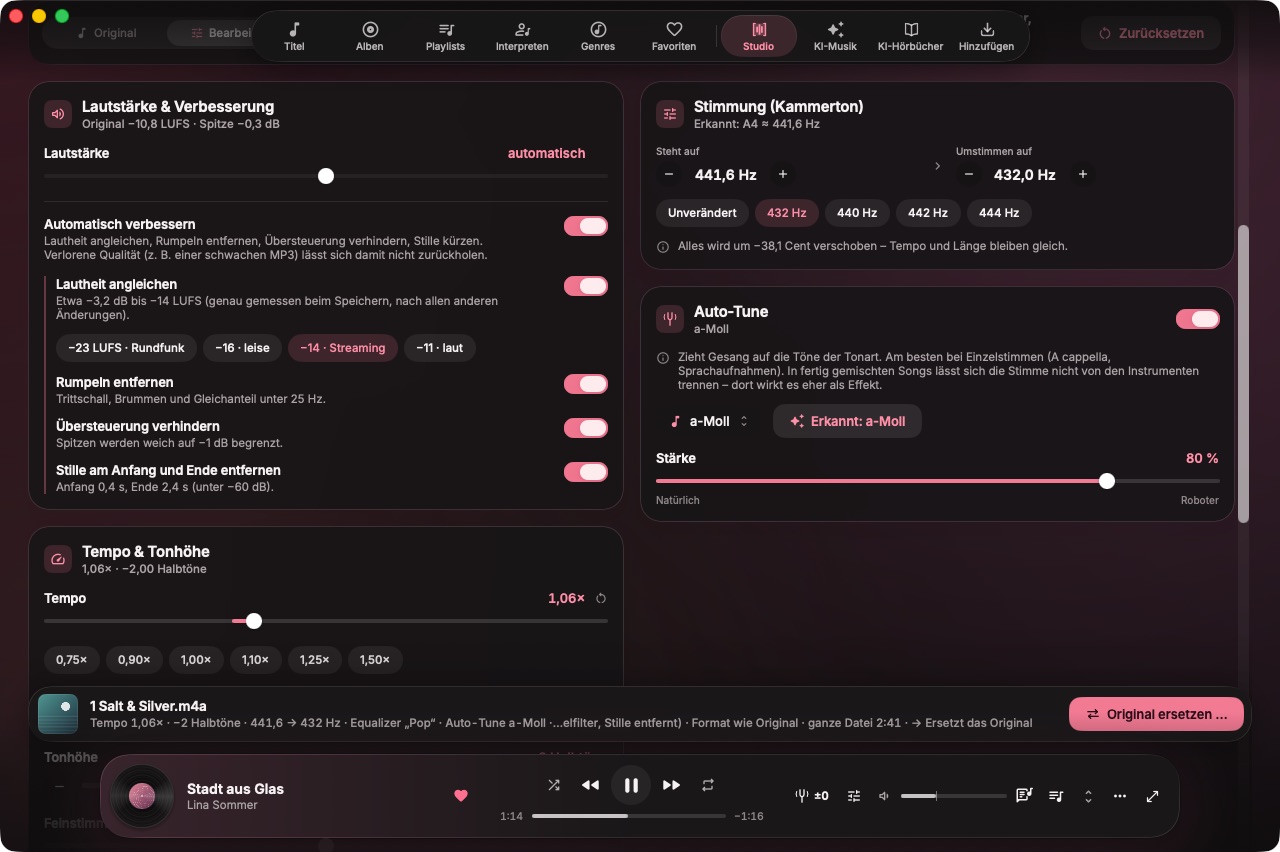 Original
Bearbei
Titel
Alben
Playlists
Interpreten
Genres
Favoriten
Studio
KI-Musik
KI-Hörbücher
Hinzufügen
Zurücksetzen
Lautstärke & Verbesserung
Original −10,8 LUFS · Spitze −0,3 dB
Lautstärke
automatisch
Automatisch verbessern
Lautheit angleichen, Rumpeln entfernen, Übersteuerung verhindern, Stille kürzen.
Verlorene Qualität (z. B. einer schwachen MP3) lässt sich damit nicht zurückholen.
Lautheit angleichen
Etwa −3,2 dB bis −14 LUFS (genau gemessen beim Speichern, nach allen anderen
Änderungen).
−23 LUFS · Rundfunk
−16 · leise
−14 · Streaming
−11 · laut
Rumpeln entfernen
Trittschall, Brummen und Gleichanteil unter 25 Hz.
Übersteuerung verhindern
Spitzen werden weich auf −1 dB begrenzt.
Stille am Anfang und Ende entfernen
Anfang 0,4 s, Ende 2,4 s (unter −60 dB).
Stimmung (Kammerton)
Erkannt: A4 ≈ 441,6 Hz
Steht auf
Umstimmen auf
− 441,6 Hz +
− 432,0 Hz +
Unverändert
432 Hz
440 Hz
442 Hz
444 Hz
Alles wird um −38,1 Cent verschoben – Tempo und Länge bleiben gleich.
Auto-Tune
a-Moll
Zieht Gesang auf die Töne der Tonart. Am besten bei Einzelstimmen (A cappella,
Sprachaufnahmen). In fertig gemischten Songs lässt sich die Stimme nicht von den Instrumenten
trennen – dort wirkt es eher als Effekt.
a-Moll
Erkannt: a-Moll
Stärke
80 %
Natürlich
Roboter
Tempo & Tonhöhe
1,06× · −2,00 Halbtöne
Tempo
1,06×
0,75×
0,90×
1,00×
1,10×
1,25×
1,50×
1 Salt & Silver.m4a
Tempo 1,06× · −2 Halbtöne · 441,6 → 432 Hz · Equalizer „Pop“ · Auto-Tune a-Moll ·…elfilter, Stille entfernt) · Format wie Original · ganze Datei 2:41 · → Ersetzt das Original
Original ersetzen …
Tonhöhe
Feinstimm
Stadt aus Glas
Lina Sommer
1:14
−1:16
±0